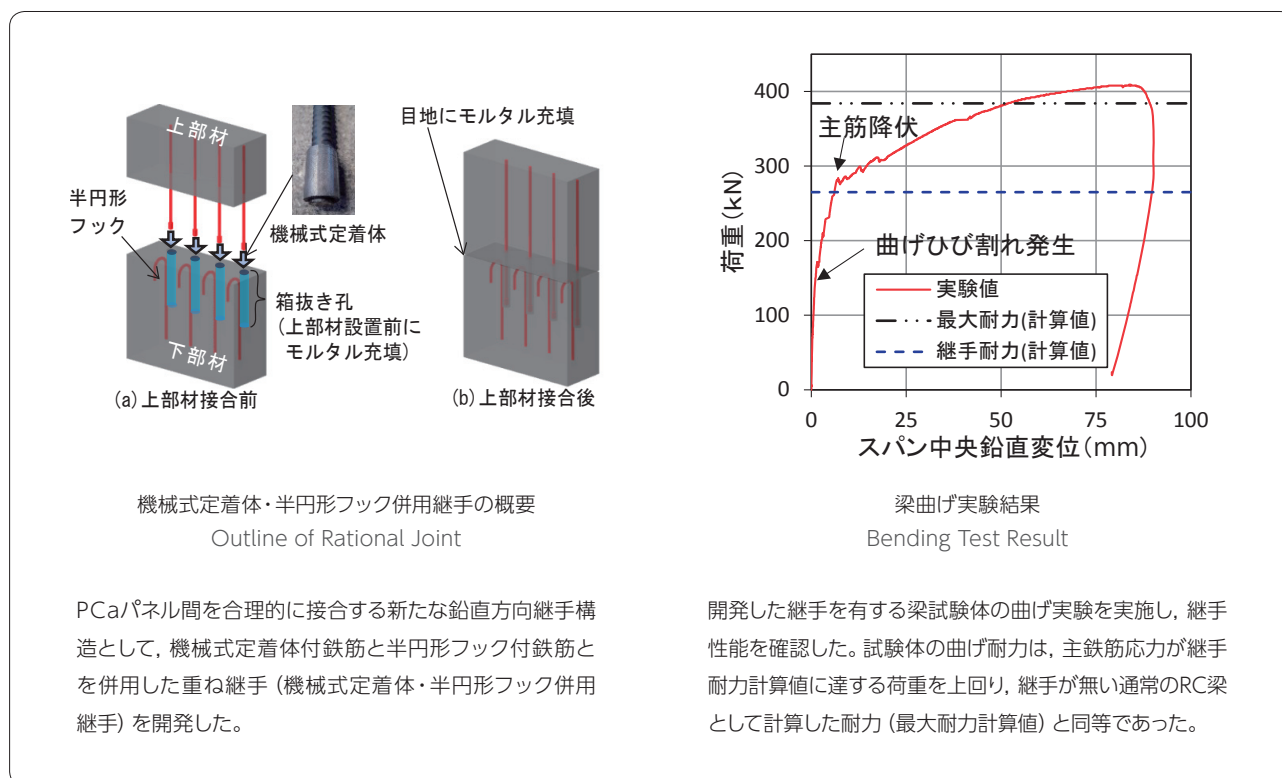 上部材
半円形
フック
機械式定着体
箱抜き孔
(上部材設置前に
モルタル充填)
下部材
(a)上部材接合前
目地にモルタル充填
(b)上部材接合後
機械式定着体・半円形フック併用継手の概要
Outline of Rational Joint
PCaパネル間を合理的に接合する新たな鉛直方向継手構
造として, 機械式定着体付鉄筋と半円形フック付鉄筋と
を併用した重ね継手 (機械式定着体・半円形フック併用
継手) を開発した。
荷重(kN)
400
300
200
100
0
主筋降伏
曲げひび割れ発生
実験値
最大耐力(計算値)
継手耐力(計算値)
0 25 50 75 100
スパン中央鉛直変位(mm)
梁曲げ実験結果
Bending Test Result
開発した継手を有する梁試験体の曲げ実験を実施し, 継手
性能を確認した。試験体の曲げ耐力は, 主鉄筋応力が継手
耐力計算値に達する荷重を上回り, 継手が無い通常のRC梁
として計算した耐力 (最大耐力計算値) と同等であった。